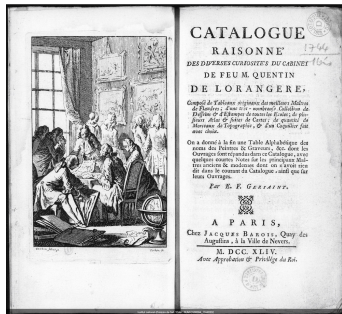 CATALOGUE
RAISONNÉ
DES DIVERSES CURIOSITÉS DU CABINET
DE FEU M. QUENTIN
DE LORANGERE,
Composé de Tableaux originaux des meilleurs Maîtres
de Flandres ; d'une très-nombreuse Collection de
Desseins & d'Estampes de toutes les Ecoles ; de plu-
sieurs Atlas & suites de Cartes ; de quantité de
Morceaux de Topographie, & d'un Coquillier fait
avec choix.
On a donné à la fin une Table Alphabétique des
noms des Peintres & Graveurs, &c. dont les
Ouvrages sont répandus dans ce Catalogue, avec
quelques courtes Notes sur les principaux Maî-
tres anciens & modernes dont on n'avoit rien
dit dans le courant du Catalogue ; ainsi que sur
leurs Ouvrages.
Par E. F. GERSAINT.
A PARIS,
Chez JACQUES BAROIS, Quay des
Augustins, à la Ville de Nevers.
M. DCC. XLIV.
Avec Approbation & Privilége du Roi.
1744